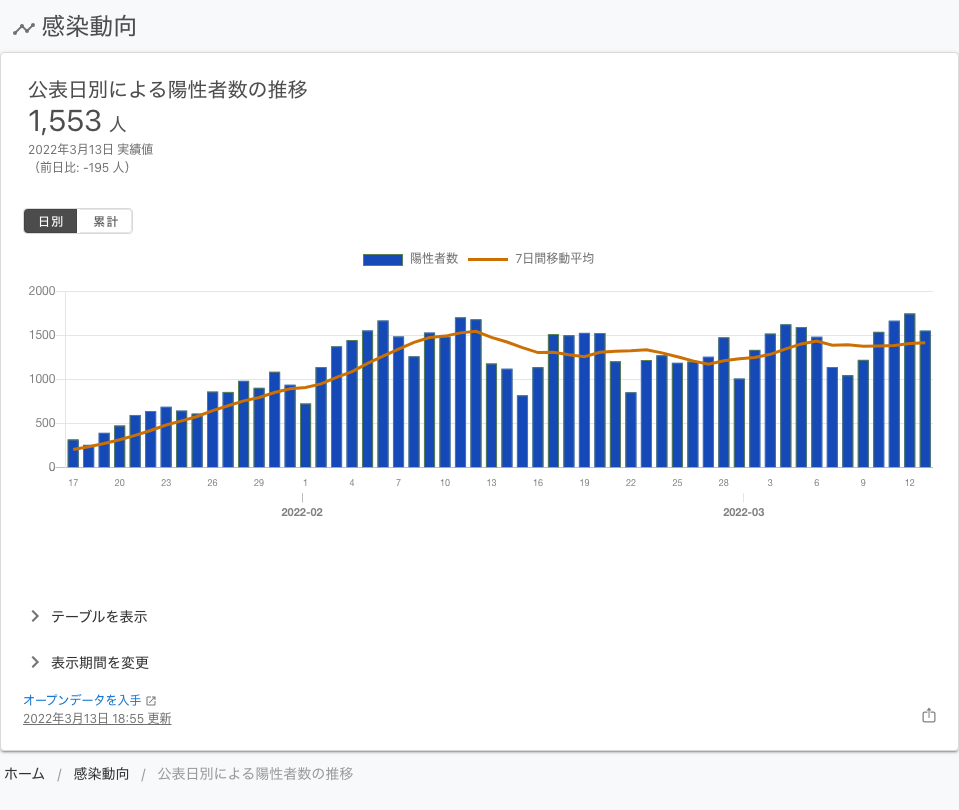 感染動向
公表日別による陽性者数の推移
1,553 人
2022年3月13日 実績値
（前日比: -195 人）
日別 累計
陽性者数 7日間移動平均
2000
1500
1000
500
0
17 20 23 26 29 1 4 7 10 13 16 19 22 25 28 3 6 9 12
2022-02 2022-03
テーブルを表示
表示期間を変更
オープンデータを入手
2022年3月13日 18:55 更新
ホーム / 感染動向 / 公表日別による陽性者数の推移